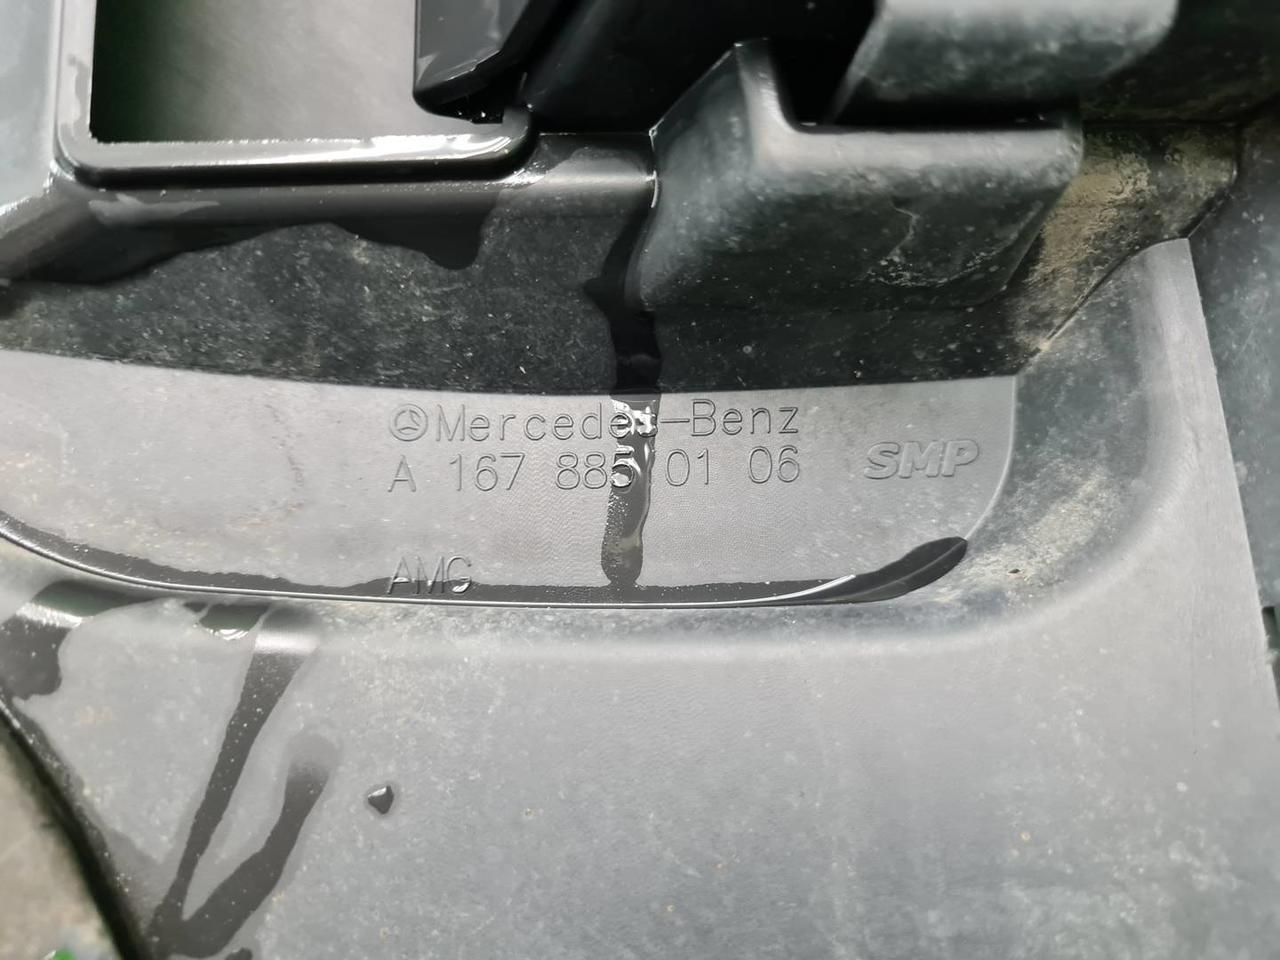 Mercedes-Benz
A 167 885 01 06
SMP
AMG